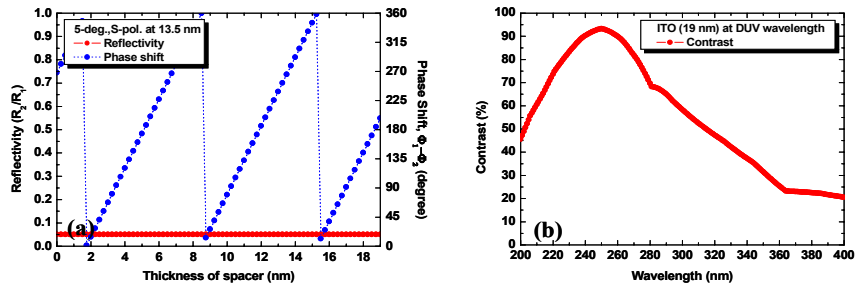 5-deg.,S-pol. at 13.5 nm
Reflectivity
Phase shift
1.0
0.9
0.8
0.7
0.6
0.5
0.4
0.3
0.2
0.1
0.0
Reflectivity (R2/R1)
360
315
270
225
180
135
90
45
0
Phase Shift, Φ1-Φ2 (degree)
(a)
0 2 4 6 8 10 12 14 16 18
Thickness of spacer (nm)
ITO (19 nm) at DUV wavelength
Contrast
100
90
80
70
60
50
40
30
20
10
0
Contrast (%)
(b)
200 220 240 260 280 300 320 340 360 380 400
Wavelength (nm)